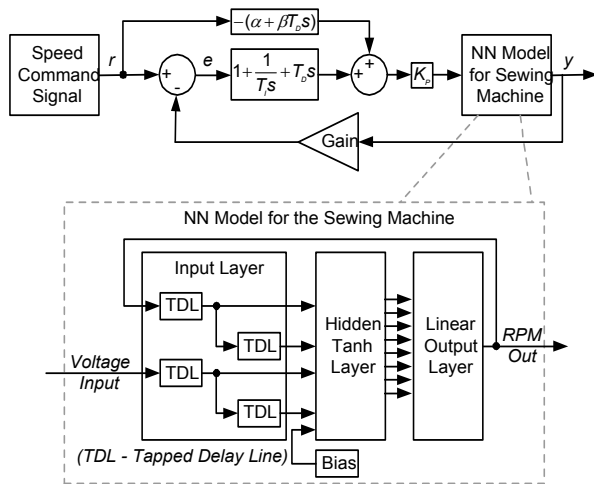 Speed
Command
Signal
r
−(α + βT_D s)
+
-
e
1+ 1/(T_I s) + T_D s
+
+
K_P
NN Model
for Sewing
Machine
y
Gain
NN Model for the Sewing Machine
Input Layer
TDL
TDL
TDL
TDL
Voltage
Input
Hidden
Tanh
Layer
Linear
Output
Layer
RPM
Out
(TDL - Tapped Delay Line)
Bias